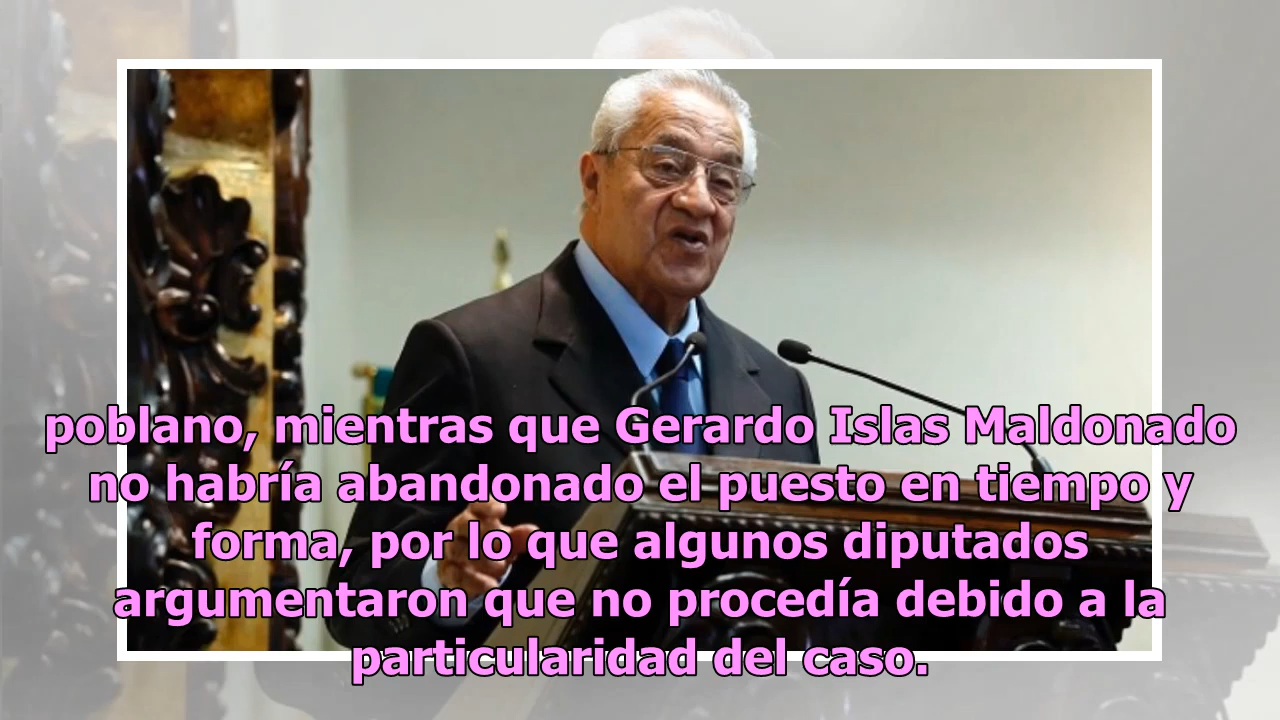 poblano, mientras que Gerardo Islas Maldonado
no habría abandonado el puesto en tiempo y
forma, por lo que algunos diputados
argumentaron que no procedía debido a la
particularidad del caso.